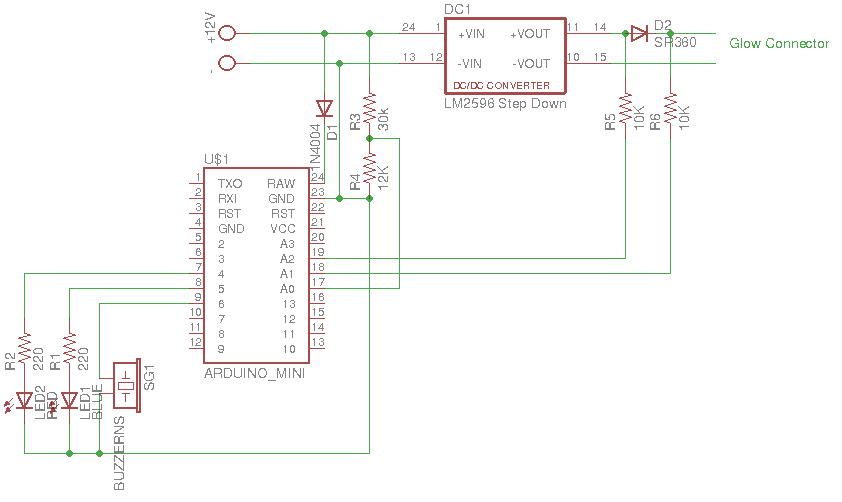 DC1
+12V
-
24 1 +VIN +VOUT 11 14
D2
SR360
Glow Connector
13 12 -VIN -VOUT 10 15
DC/DC CONVERTER
LM2596 Step Down
1N4004
D1
R3
30k
R4
12K
R5
10K
R6
10K
U$1
1 TXO RAW 24
2 RXI GND 23
3 RST RST 22
4 GND VCC 21
5 2 A3 20
6 3 A2 19
7 4 A1 18
8 5 A0 17
9 6 13 16
10 7 12 15
11 8 11 14
12 9 10 13
ARDUINO_MINI
R2
220
R1
220
LED2
RED
LED1
BLUE
SG1
BUZZERNS